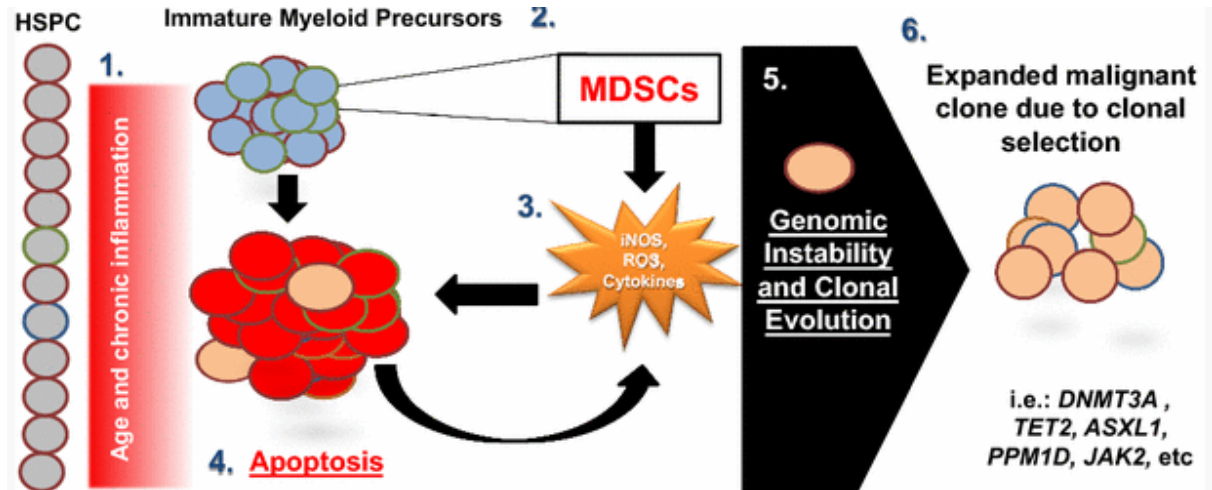 HSPC
Immature Myeloid Precursors
1.
Age and chronic inflammation
2.
MDSCs
3.
iNOS,
ROS,
Cytokines
4. Apoptosis
5.
Genomic
Instability
and Clonal
Evolution
6.
Expanded malignant
clone due to clonal
selection
i.e.: DNMT3A ,
TET2, ASXL1,
PPM1D, JAK2, etc